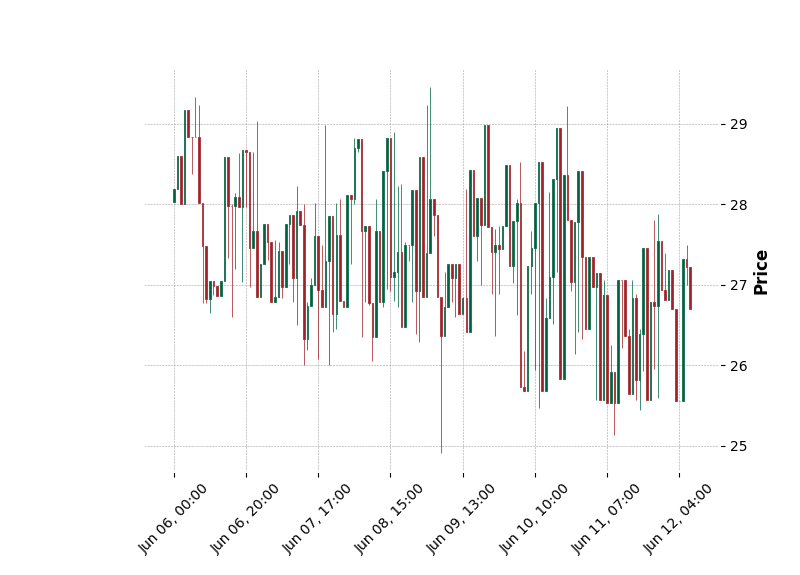 29
28
27
26
25
Price
Jun 06, 00:00
Jun 06, 20:00
Jun 07, 17:00
Jun 08, 15:00
Jun 09, 13:00
Jun 10, 10:00
Jun 11, 07:00
Jun 12, 04:00